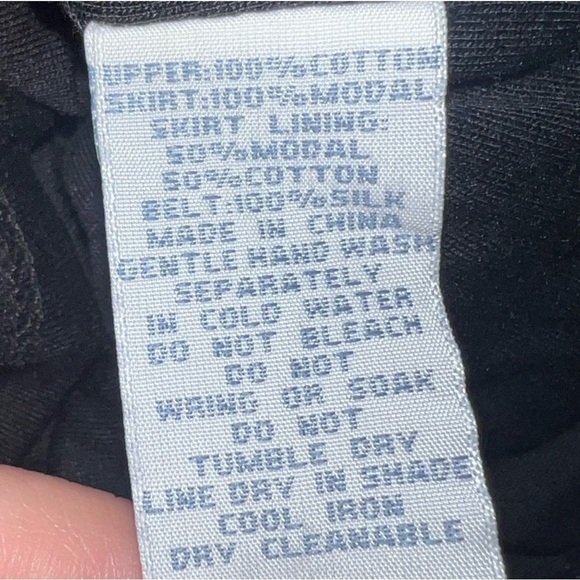 UPPER:100%COTTON
SKIRT:100%MODAL
SKIRT LINING:
50%MODAL
50%COTTON
BELT:100%SILK
MADE IN CHINA
GENTLE HAND WASH
SEPARATELY
IN COLD WATER
DO NOT BLEACH
DO NOT
WRING OR SOAK
DO NOT
TUMBLE DRY
LINE DRY IN SHADE
COOL IRON
DRY CLEANABLE